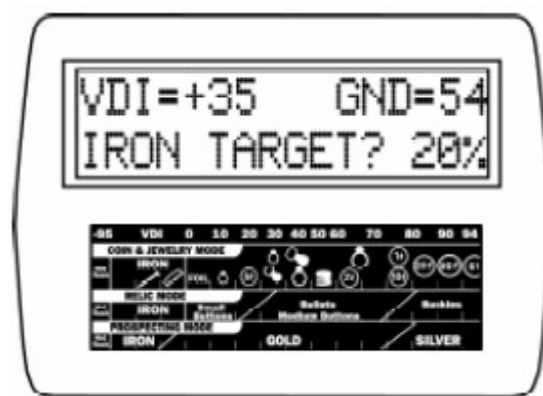 VDI=+35 GND=54
IRON TARGET? 20%
-95 VDI 0 10 20 30 40 50 60 70 80 90 94
COIN & JEWELRY MODE
IRON
RELIC MODE
IRON Small Buttons Bullets Medium Buttons Buckles
PROSPECTING MODE
IRON GOLD SILVER